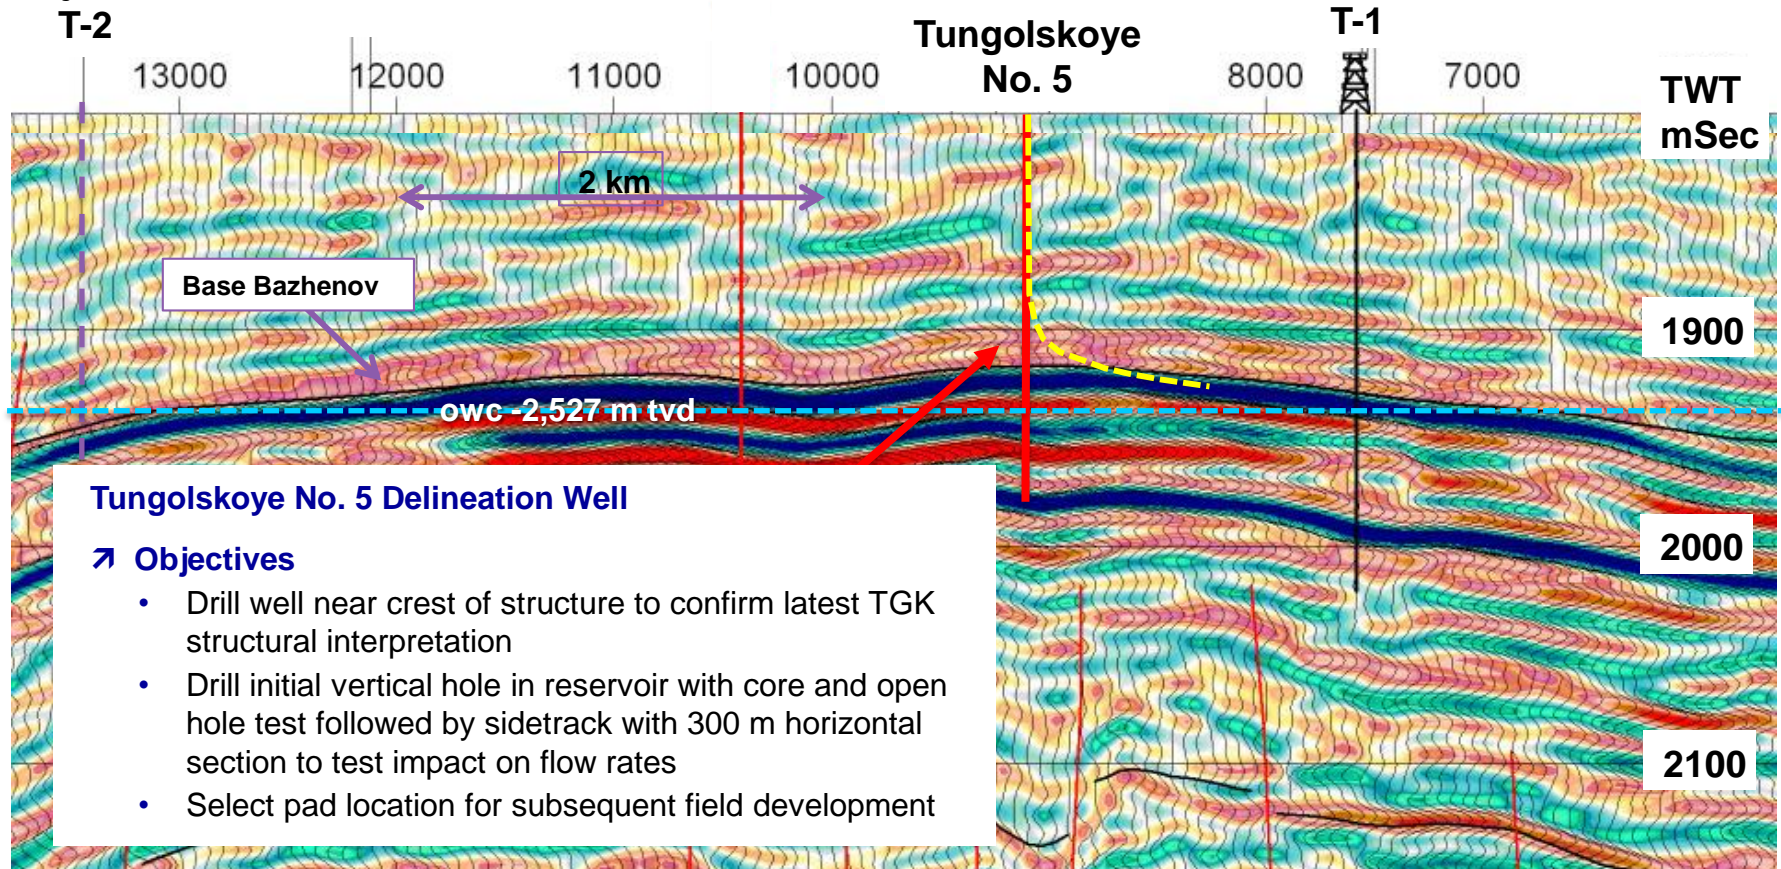 T-2
Tungolskoye
No. 5
T-1
13000
12000
11000
10000
8000
7000
TWT
mSec
2 km
Base Bazhenov
1900
owc -2,527 m tvd
Tungolskoye No. 5 Delineation Well
Objectives
• Drill well near crest of structure to confirm latest TGK
structural interpretation
• Drill initial vertical hole in reservoir with core and open
hole test followed by sidetrack with 300 m horizontal
section to test impact on flow rates
• Select pad location for subsequent field development
2000
2100